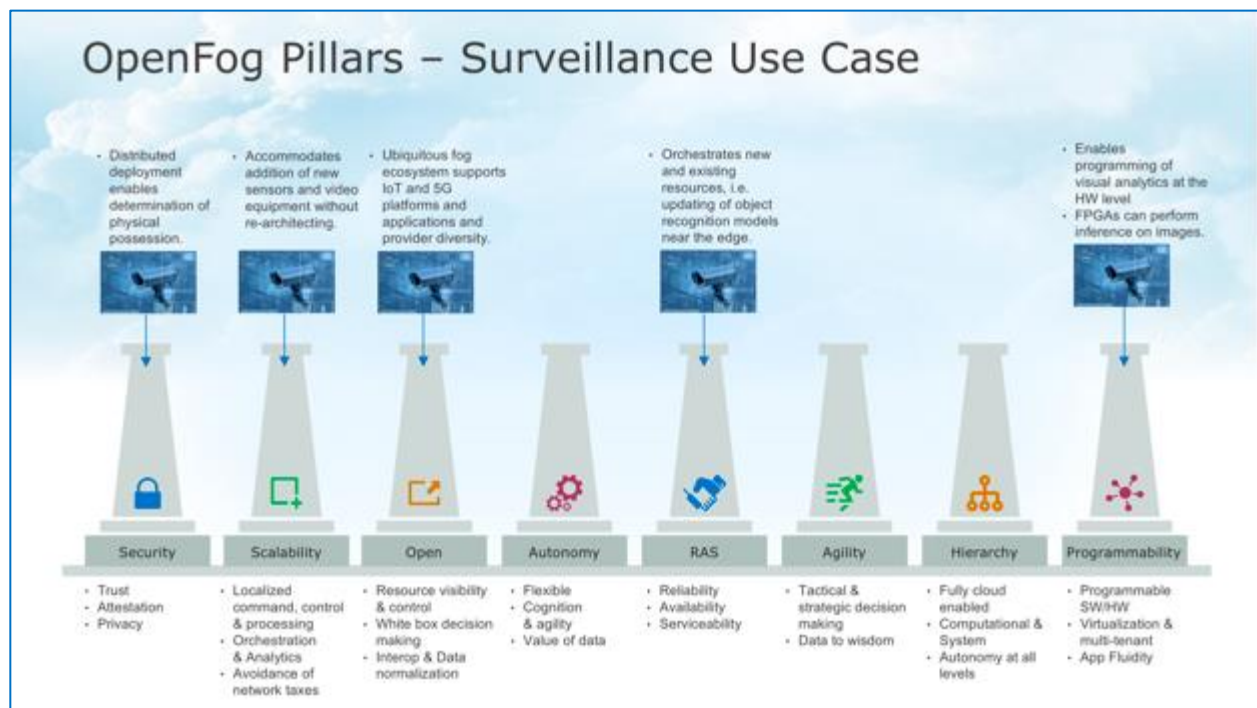 OpenFog Pillars – Surveillance Use Case
• Distributed
deployment
enables
determination of
physical
possession.
• Accommodates
addition of new
sensors and video
equipment without
re-architecting.
• Ubiquitous fog
ecosystem supports
IoT and 5G
platforms and
applications and
provider diversity.
• Orchestrates new
and existing
resources, i.e.
updating of object
recognition models
near the edge.
• Enables
programming of
visual analytics at the
HW level
• FPGAs can perform
inference on images.
Security
Scalability
Open
Autonomy
RAS
Agility
Hierarchy
Programmability
• Trust
• Attestation
• Privacy
• Localized
command, control
& processing
• Orchestration
& Analytics
• Avoidance of
network taxes
• Resource visibility
& control
• White box decision
making
• Interop & Data
normalization
• Flexible
• Cognition
& agility
• Value of data
• Reliability
• Availability
• Serviceability
• Tactical &
strategic decision
making
• Data to wisdom
• Fully cloud
enabled
• Computational &
System
• Autonomy at all
levels
• Programmable
SW/HW
• Virtualization &
multi-tenant
• App Fluidity